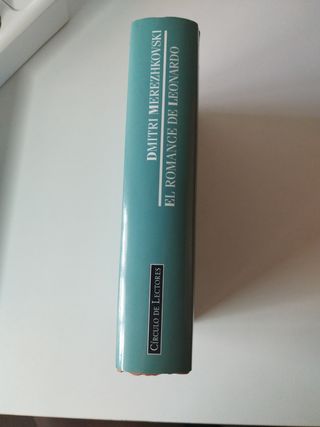 DMITRI MEREZHKOVSKI
EL ROMANCE DE LEONARDO
CÍRCULO DE LECTORES